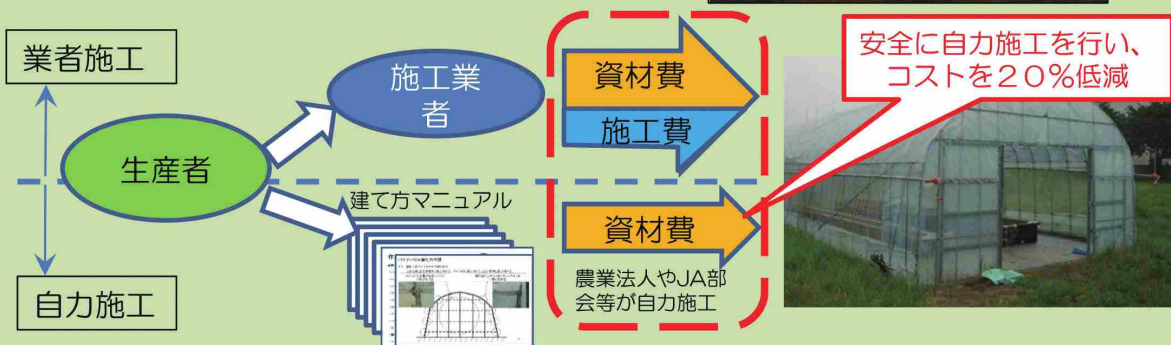 業者施工
自力施工
生産者
施工業
者
建て方マニュアル
資材費
施工費
資材費
農業法人やJA部
会等が自力施工
安全に自力施工を行い、
コストを20%低減